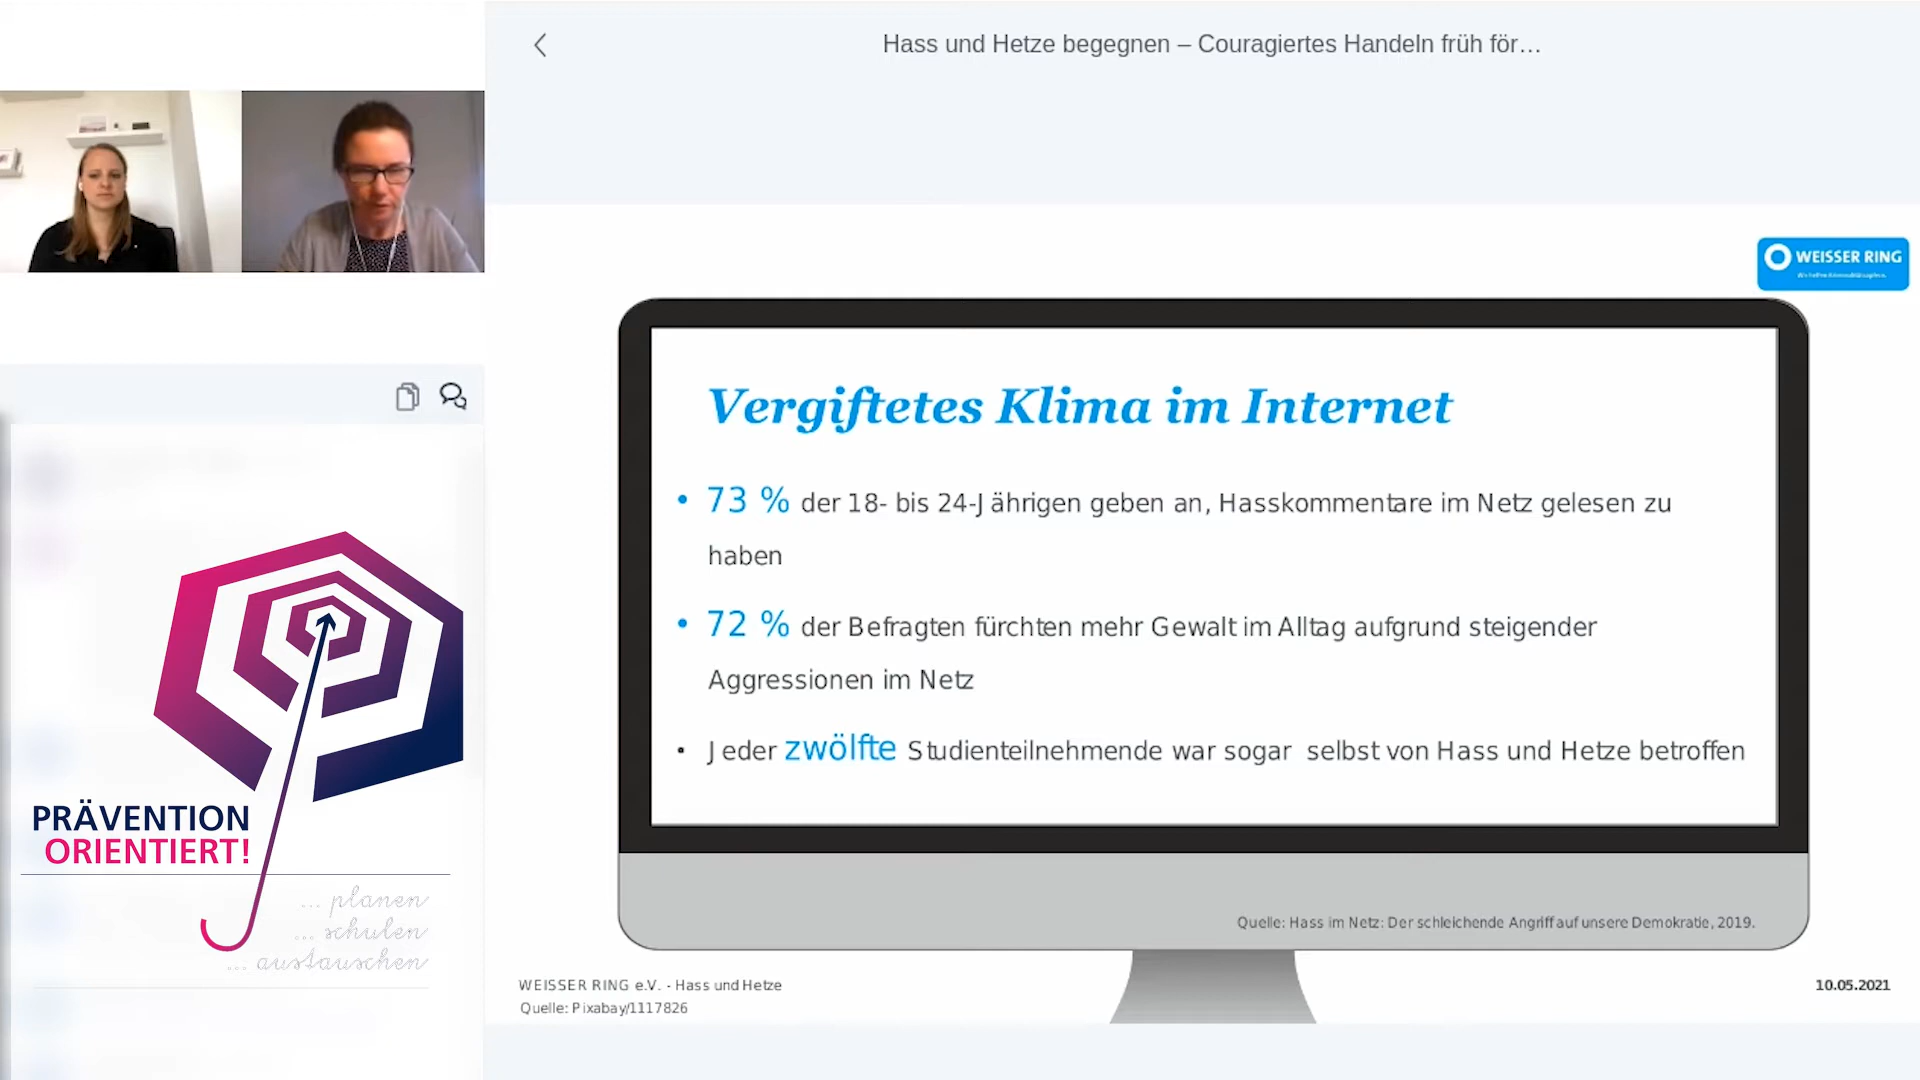 Hass und Hetze begegnen – Couragiertes Handeln früh för…
WEISSER RING
Vergiftetes Klima im Internet
• 73 % der 18- bis 24-Jährigen geben an, Hasskommentare im Netz gelesen zu
haben
• 72 % der Befragten fürchten mehr Gewalt im Alltag aufgrund steigender
Aggressionen im Netz
• Jeder zwölfte Studienteilnehmende war sogar selbst von Hass und Hetze betroffen
Quelle: Hass im Netz: Der schleichende Angriff auf unsere Demokratie, 2019.
WEISSER RING e.V. - Hass und Hetze
Quelle: Pixabay/1117826
10.05.2021
PRÄVENTION
ORIENTIERT!
... planen
... schulen
... austauschen